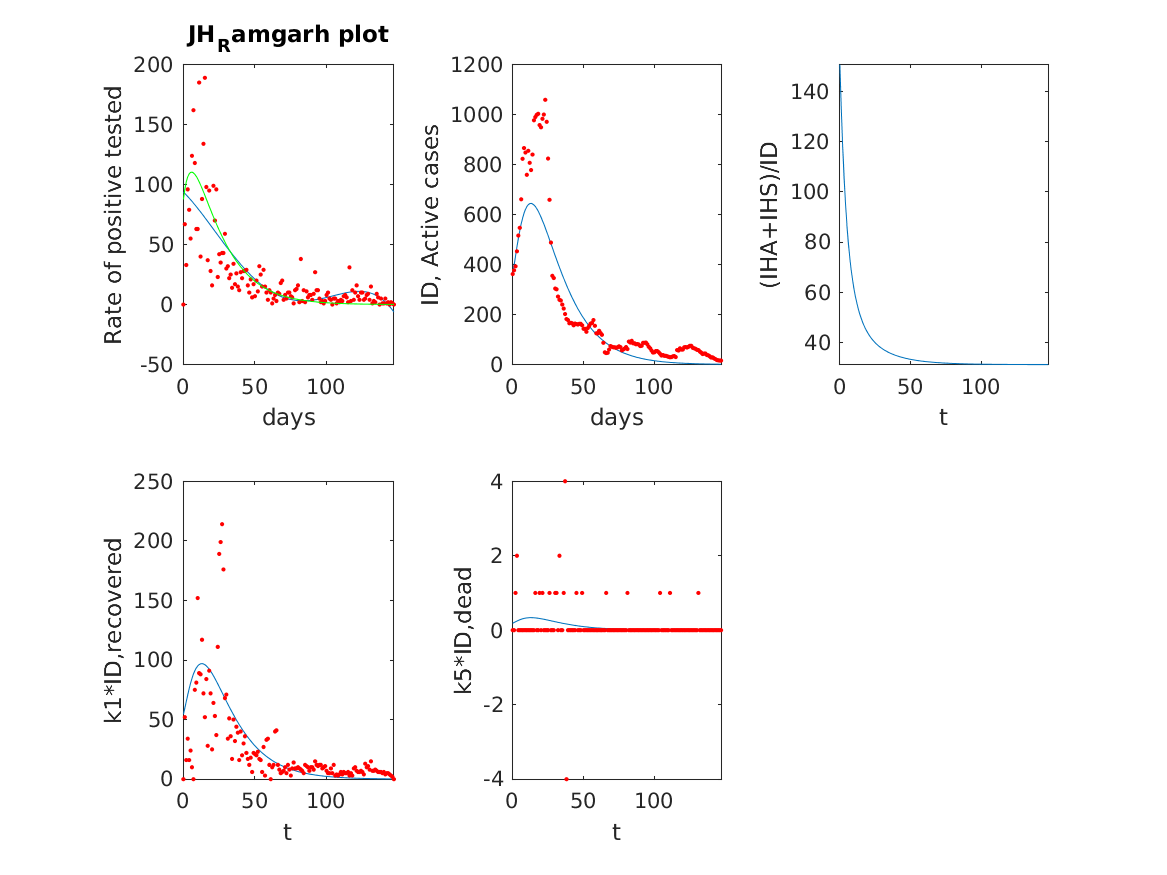 JH_Ramgarh plot
Rate of positive tested
200
150
100
50
0
-50
0 50 100
days
ID, Active cases
1200
1000
800
600
400
200
0
0 50 100
days
(IHA+IHS)/ID
140
120
100
80
60
40
0 50 100
t
k1*ID,recovered
250
200
150
100
50
0
0 50 100
t
k5*ID,dead
4
2
0
-2
-4
0 50 100
t